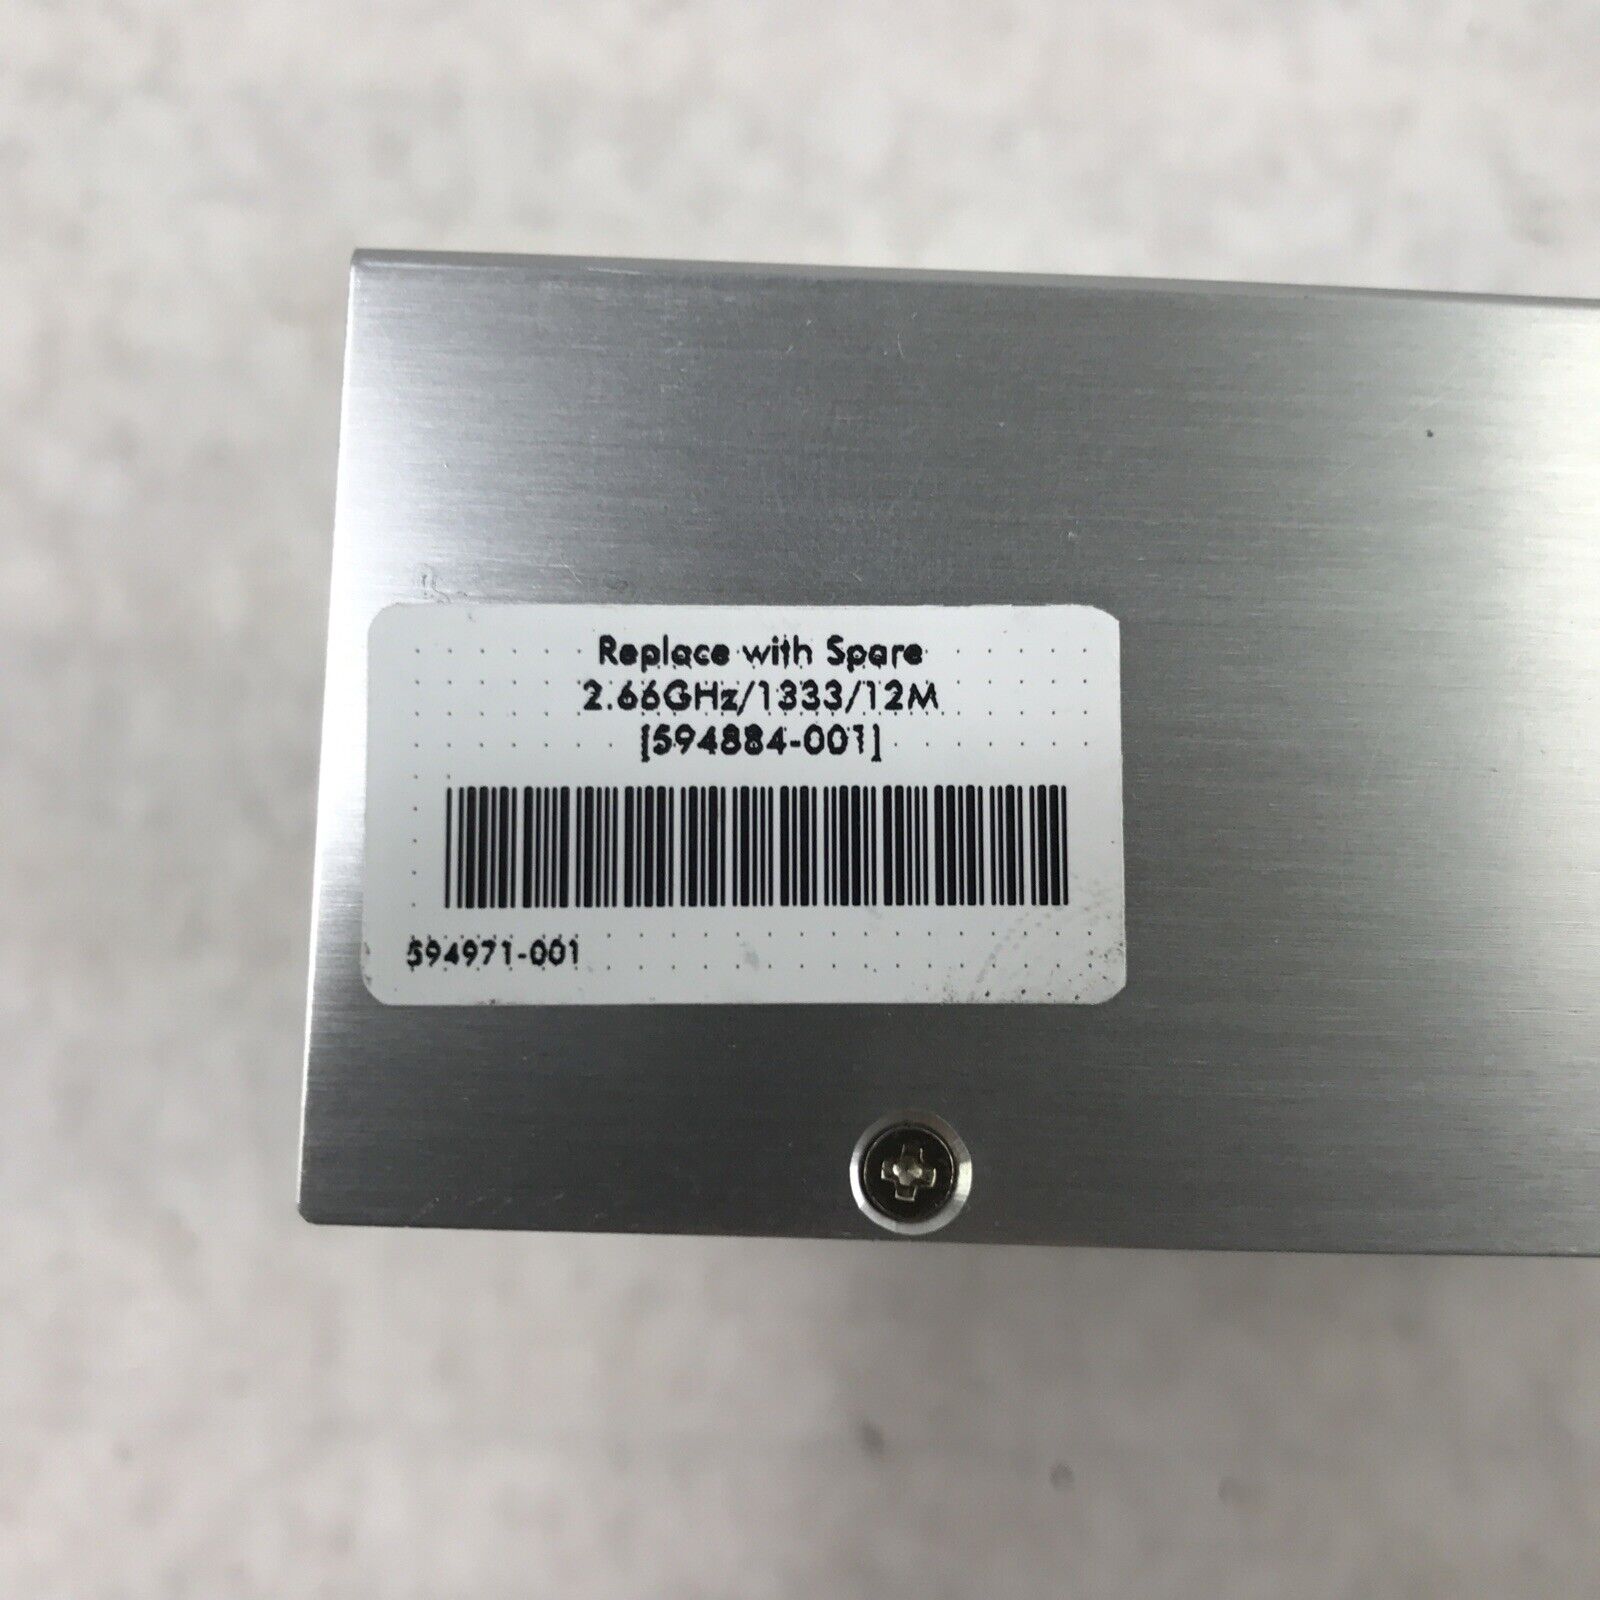 Replace with Spare
2.66GHz/1333/12M
[594884-001]
594971-001